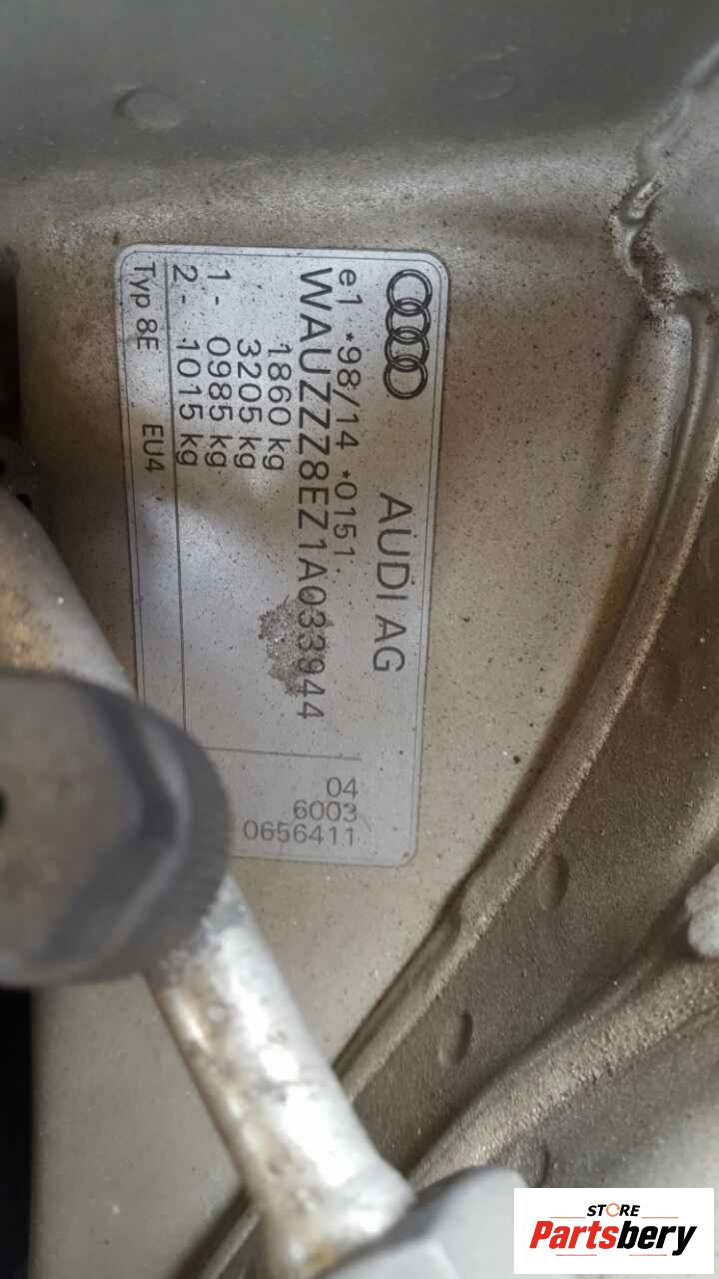 AUDI AG
e1 *98/14 *0151.
WAUZZZ8EZ1A033944
1860 kg
3205 kg
1 - 0985 kg
2 - 1015 kg
Typ 8E EU4
04
6003
0656411
STORE
Partsbery